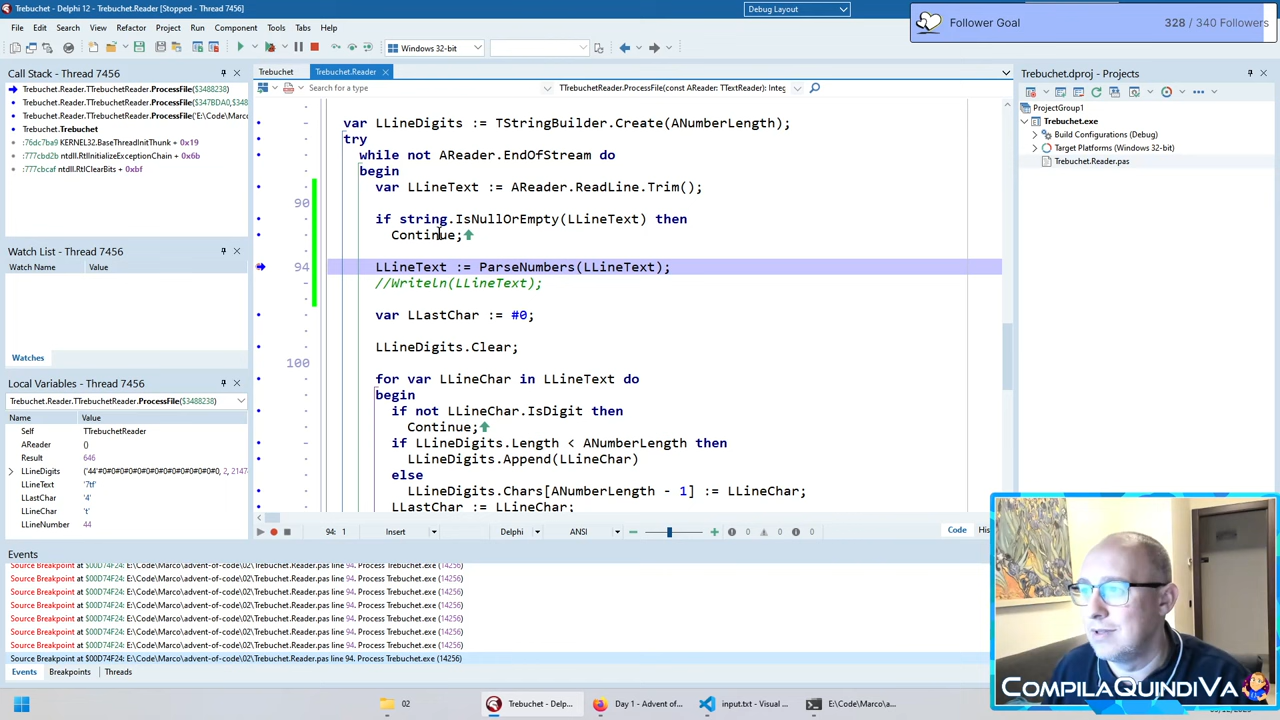 Trebuchet - Delphi 12 - Trebuchet.Reader [Stopped - Thread 7456]
Debug Layout
Follower Goal
328 / 340 Followers
File Edit Search View Refactor Project Run Component Tools Tabs Help
Windows 32-bit
Call Stack - Thread 7456
Trebuchet.Reader.TTrebuchetReader.ProcessFile($3488238)
Trebuchet.Reader.TTrebuchetReader.ProcessFile($347BDA0,$348
Trebuchet.Reader.TTrebuchetReader.ProcessFile('E:\Code\Marc
Trebuchet.Trebuchet
:76dc7ba9 KERNEL32.BaseThreadInitThunk + 0x19
:777cbd2b ntdll.RtlInitializeExceptionChain + 0x6b
:777cbcaf ntdll.RtlClearBits + 0xbf
Watch List - Thread 7456
Watch Name Value
Watches
Local Variables - Thread 7456
Trebuchet.Reader.TTrebuchetReader.ProcessFile($3488238)
Name Value
Self TTrebuchetReader
AReader ()
Result 646
LLineDigits
LLineText '7tf'
LLastChar '4'
LLineChar 't'
LLineNumber 44
Trebuchet Trebuchet.Reader
Search for a type
TTrebuchetReader.ProcessFile(const AReader: TTextReader): Integ
var LLineDigits := TStringBuilder.Create(ANumberLength);
try
while not AReader.EndOfStream do
begin
var LLineText := AReader.ReadLine.Trim();
90
if string.IsNullOrEmpty(LLineText) then
Continue;
94 LLineText := ParseNumbers(LLineText);
//Writeln(LLineText);
var LLastChar := #0;
LLineDigits.Clear;
100
for var LLineChar in LLineText do
begin
if not LLineChar.IsDigit then
Continue;
if LLineDigits.Length < ANumberLength then
LLineDigits.Append(LLineChar)
else
LLineDigits.Chars[ANumberLength - 1] := LLineChar;
LLastChar := LLineChar;
94: 1 Insert Delphi ANSI 0 0 0 Code His
Trebuchet.dproj - Projects
ProjectGroup1
Trebuchet.exe
Build Configurations (Debug)
Target Platforms (Windows 32-bit)
Trebuchet.Reader.pas
Events
Source Breakpoint at $00D74F24: E:\Code\Marco\advent-of-code\02\Trebuchet.Reader.pas line 94. Process Trebuchet.exe (14256)
Source Breakpoint at $00D74F24: E:\Code\Marco\advent-of-code\02\Trebuchet.Reader.pas line 94. Process Trebuchet.exe (14256)
Source Breakpoint at $00D74F24: E:\Code\Marco\advent-of-code\02\Trebuchet.Reader.pas line 94. Process Trebuchet.exe (14256)
Source Breakpoint at $00D74F24: E:\Code\Marco\advent-of-code\02\Trebuchet.Reader.pas line 94. Process Trebuchet.exe (14256)
Source Breakpoint at $00D74F24: E:\Code\Marco\advent-of-code\02\Trebuchet.Reader.pas line 94. Process Trebuchet.exe (14256)
Source Breakpoint at $00D74F24: E:\Code\Marco\advent-of-code\02\Trebuchet.Reader.pas line 94. Process Trebuchet.exe (14256)
Source Breakpoint at $00D74F24: E:\Code\Marco\advent-of-code\02\Trebuchet.Reader.pas line 94. Process Trebuchet.exe (14256)
Source Breakpoint at $00D74F24: E:\Code\Marco\advent-of-code\02\Trebuchet.Reader.pas line 94. Process Trebuchet.exe (14256)
Events Breakpoints Threads
COMPILAQUINDIVA
02 Trebuchet - Delp... Day 1 - Advent of... input.txt - Visual ... E:\Code\Marco\a...